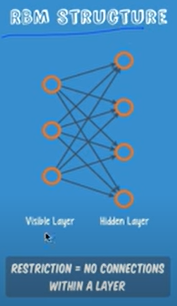 RBM STRUCTURE
Visible Layer Hidden Layer
RESTRICTION = NO CONNECTIONS
WITHIN A LAYER